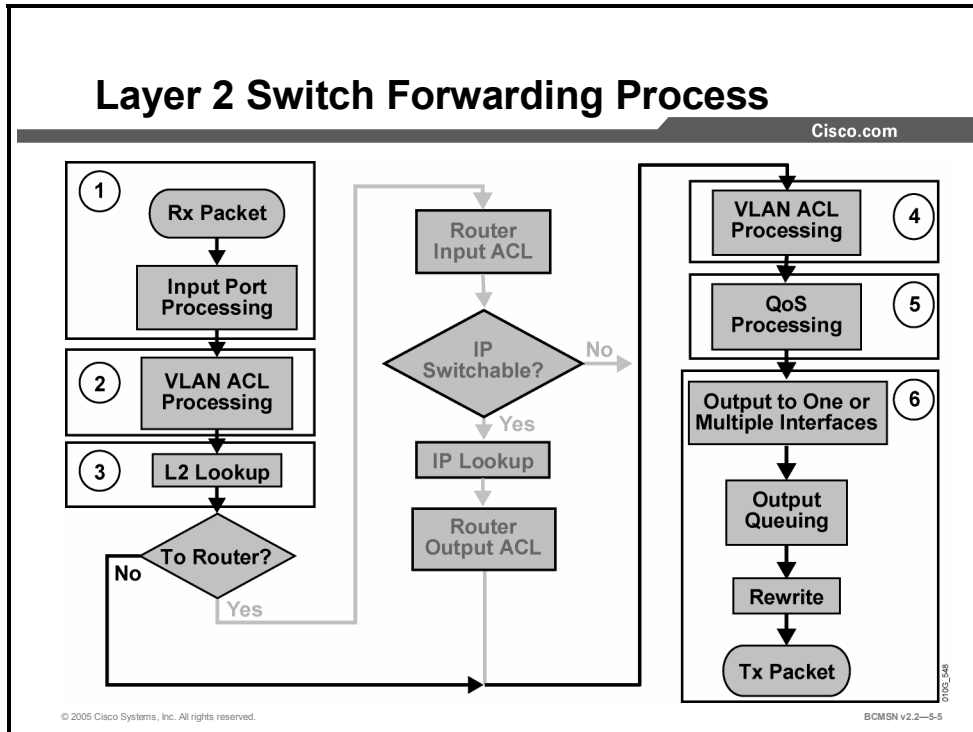 Layer 2 Switch Forwarding Process
Cisco.com
1
Rx Packet
Input Port
Processing
2
VLAN ACL
Processing
3
L2 Lookup
To Router?
No
Yes
Router
Input ACL
IP
Switchable?
No
Yes
IP Lookup
Router
Output ACL
VLAN ACL
Processing
4
QoS
Processing
5
Output to One or
Multiple Interfaces
6
Output
Queuing
Rewrite
Tx Packet
010G_548
© 2005 Cisco Systems, Inc. All rights reserved.
BCMSN v2.2—5-5